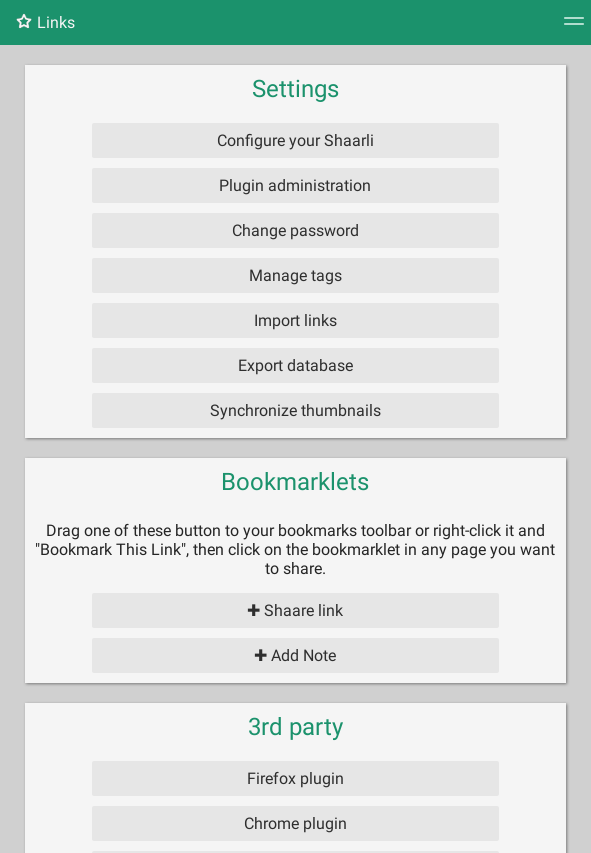 Links
Settings
Configure your Shaarli
Plugin administration
Change password
Manage tags
Import links
Export database
Synchronize thumbnails
Bookmarklets
Drag one of these button to your bookmarks toolbar or right-click it and
"Bookmark This Link", then click on the bookmarklet in any page you want
to share.
✚ Shaare link
✚ Add Note
3rd party
Firefox plugin
Chrome plugin